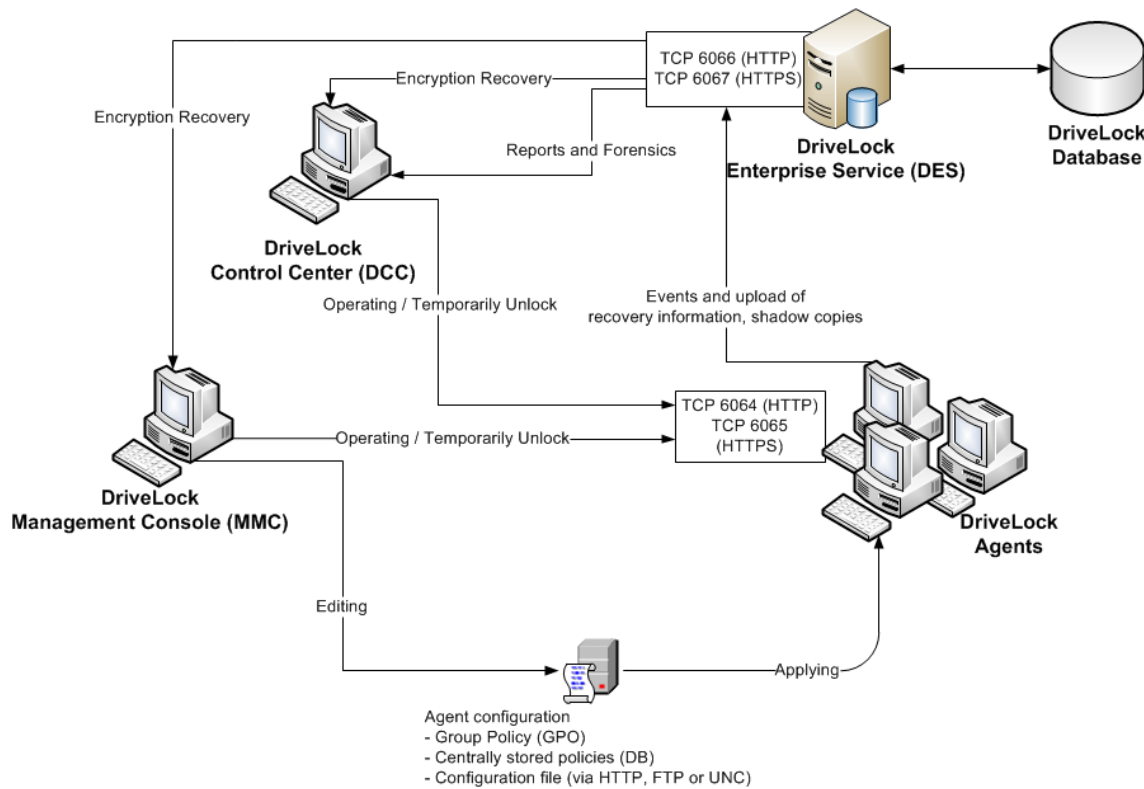 TCP 6066 (HTTP)
TCP 6067 (HTTPS)
Encryption Recovery
Encryption Recovery
Reports and Forensics
DriveLock
Enterprise Service (DES)
DriveLock
Database
DriveLock
Control Center (DCC)
Operating / Temporarily Unlock
Events and upload of
recovery information, shadow copies
TCP 6064 (HTTP)
TCP 6065
(HTTPS)
Operating / Temporarily Unlock
DriveLock
Management Console (MMC)
DriveLock
Agents
Editing
Applying
Agent configuration
- Group Policy (GPO)
- Centrally stored policies (DB)
- Configuration file (via HTTP, FTP or UNC)